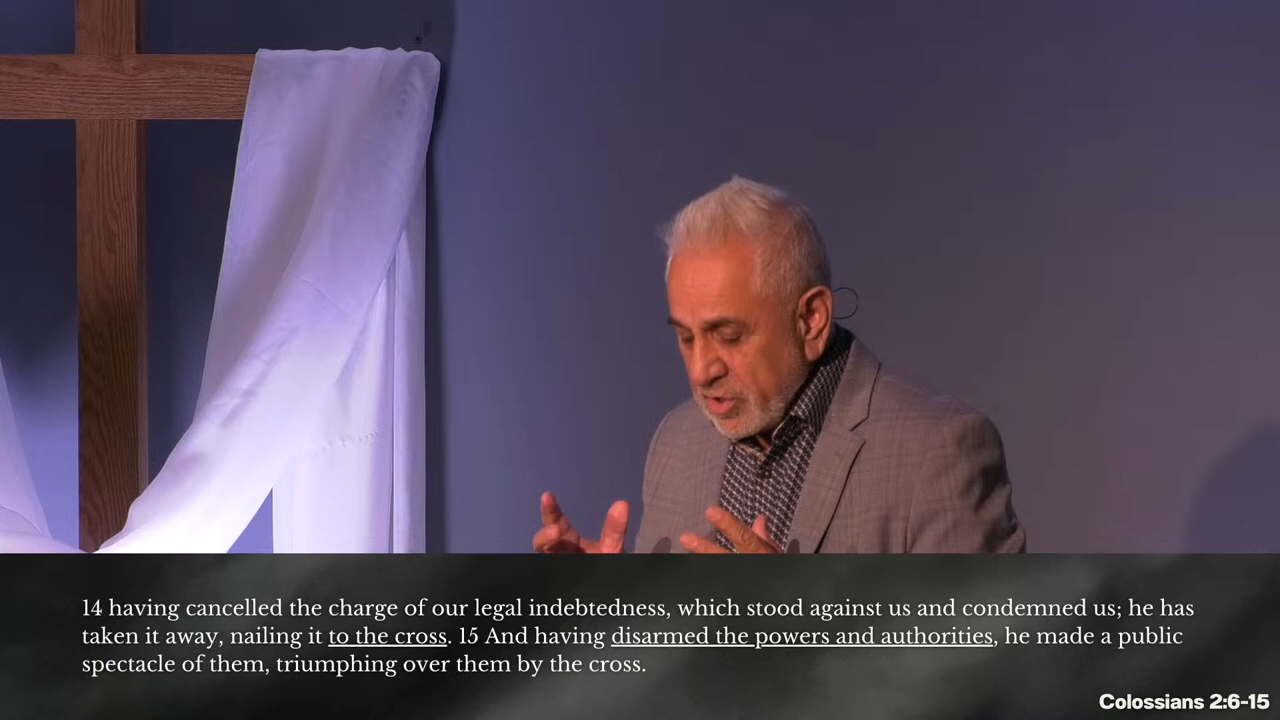 14 having cancelled the charge of our legal indebtedness, which stood against us and condemned us; he has
taken it away, nailing it to the cross. 15 And having disarmed the powers and authorities, he made a public
spectacle of them, triumphing over them by the cross.
Colossians 2:6-15